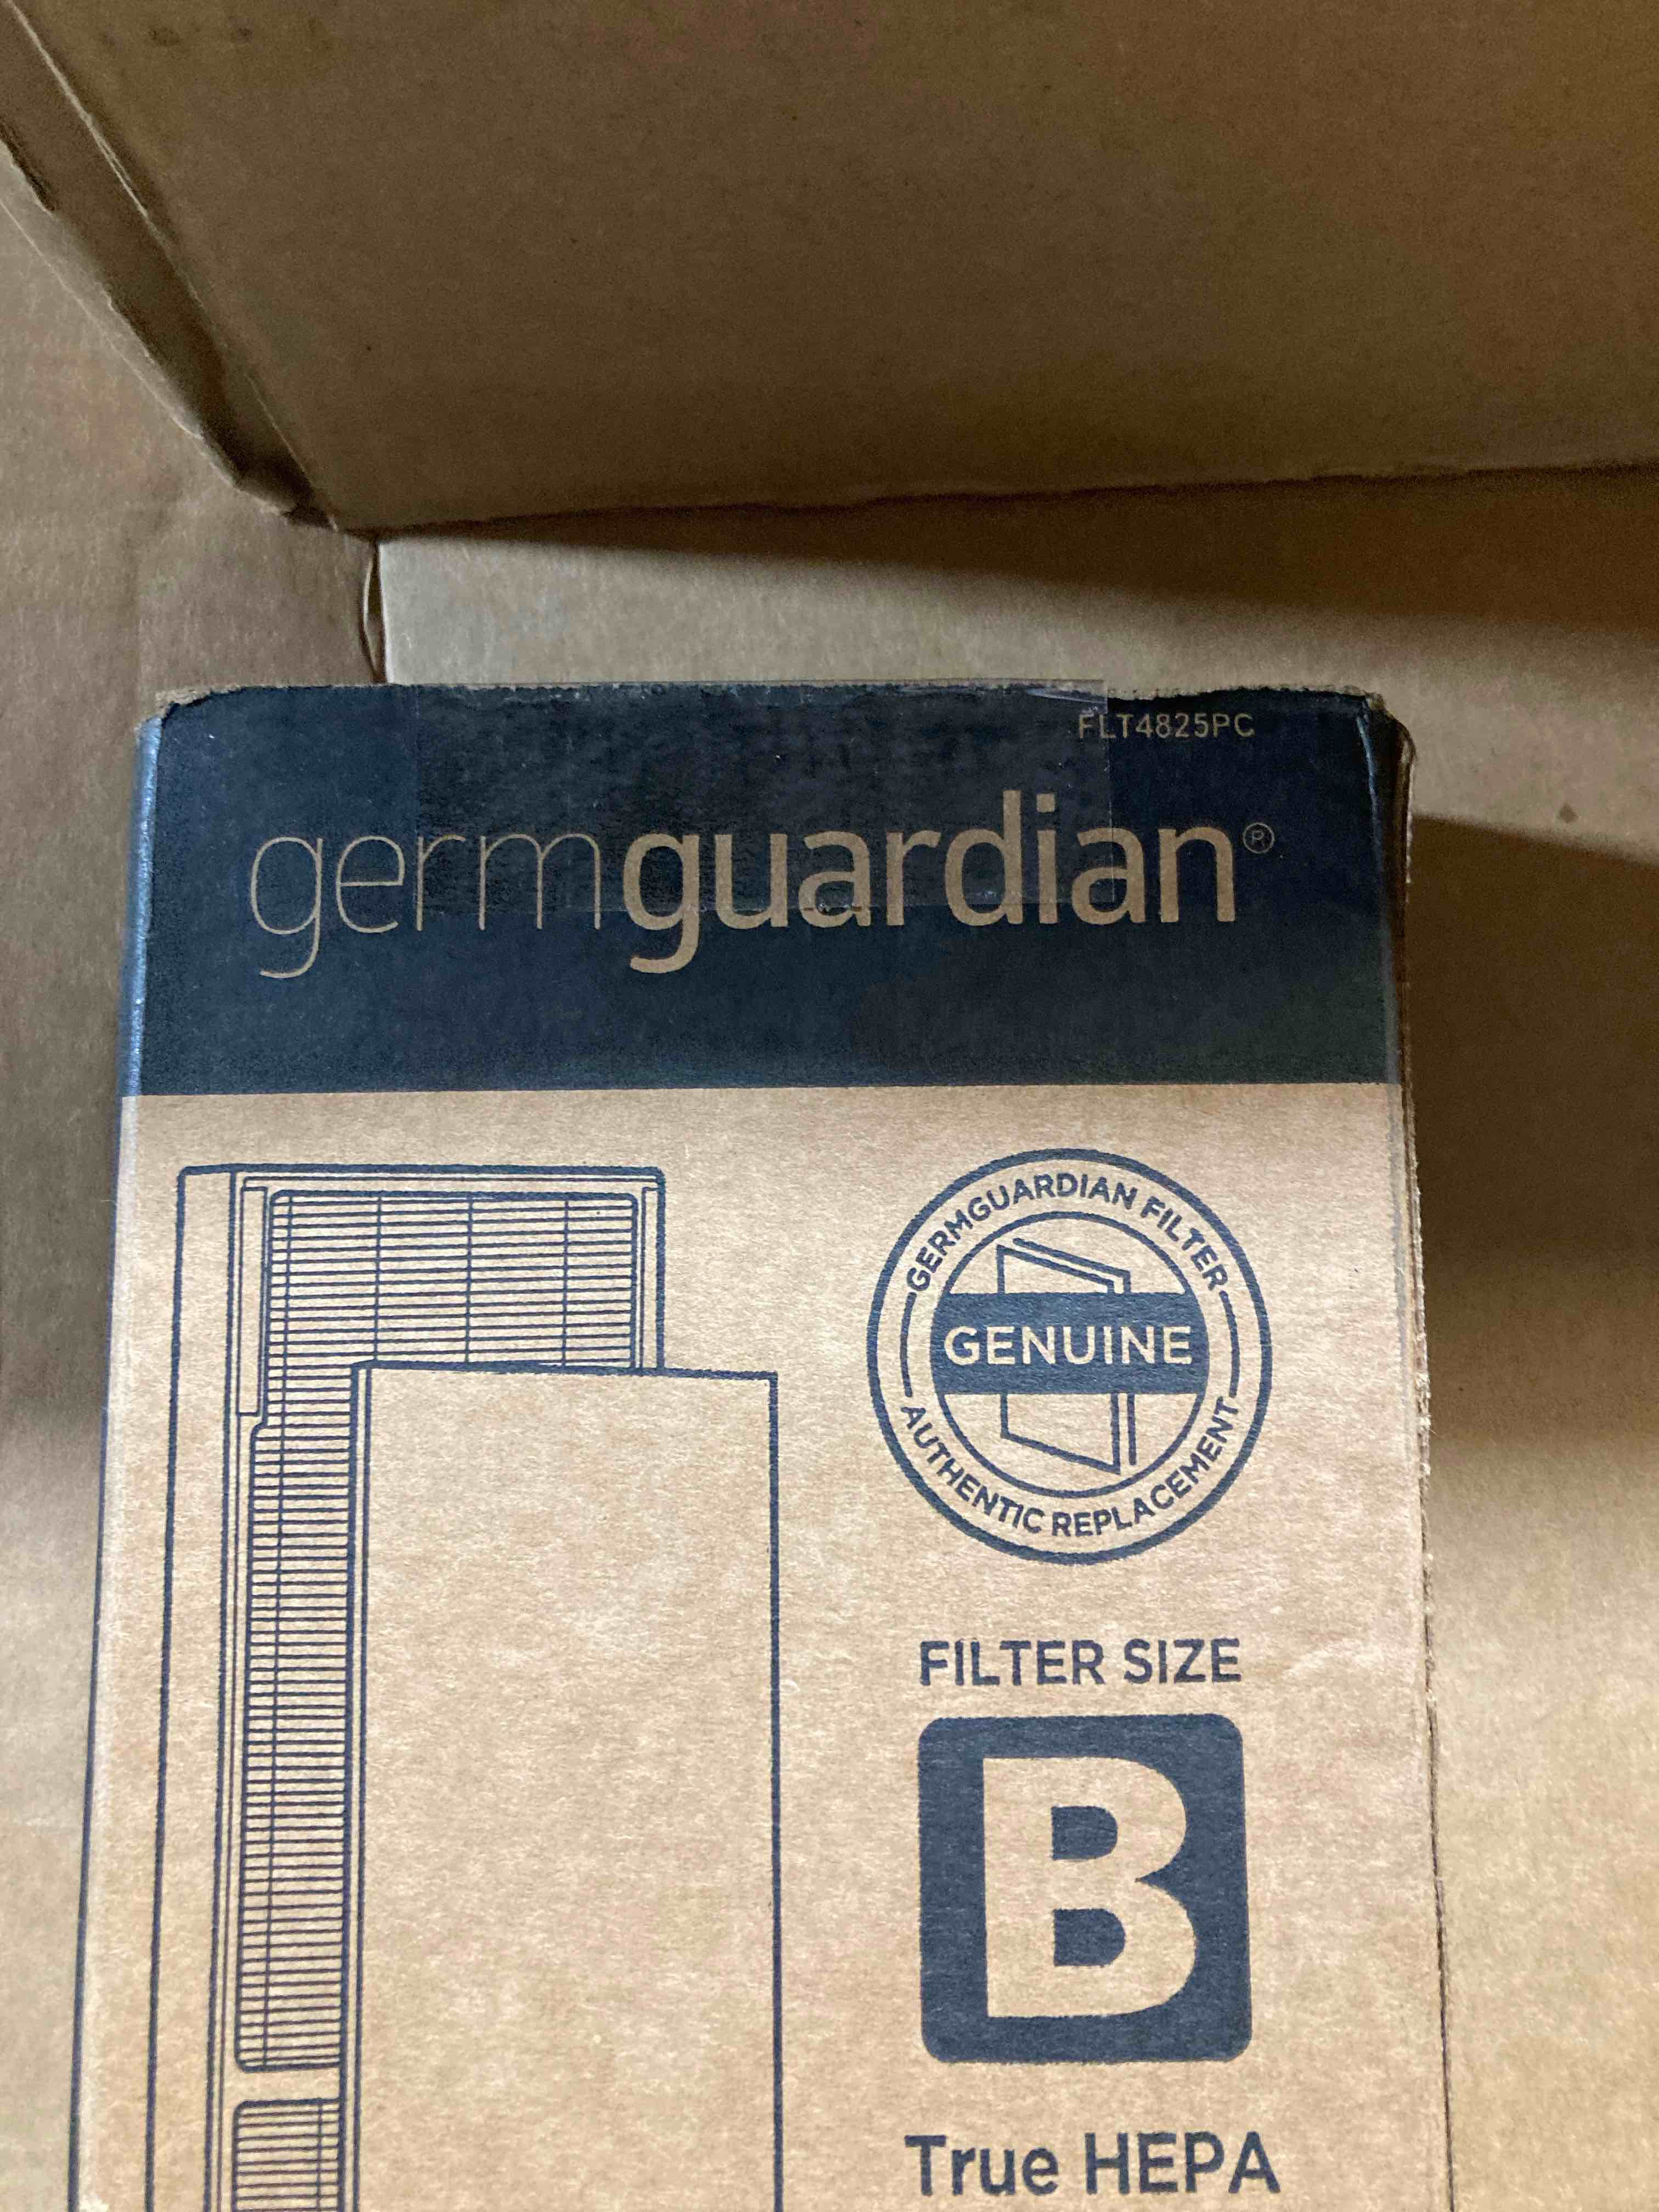 FLT4825PC
germguardian®
GERMGUARDIAN FILTER
GENUINE
AUTHENTIC REPLACEMENT
FILTER SIZE
B
True HEPA